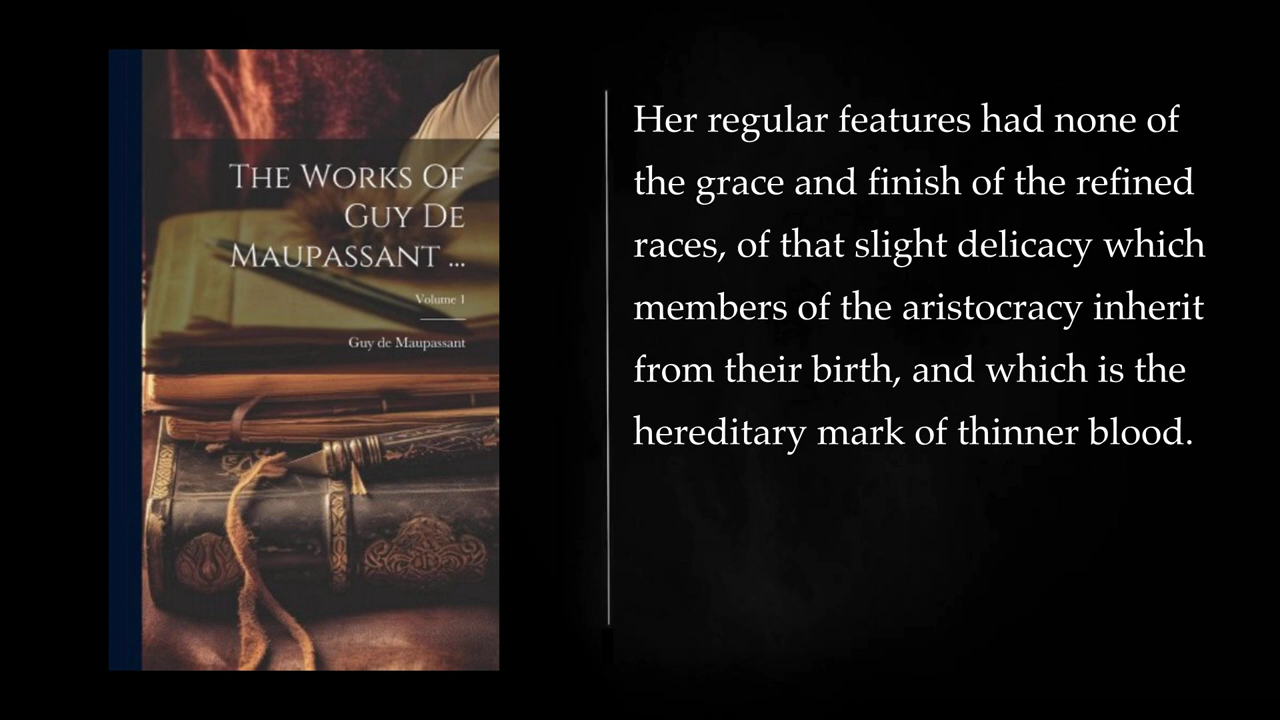 The Works Of
Guy De
Maupassant ...
Volume 1
Guy de Maupassant
Her regular features had none of
the grace and finish of the refined
races, of that slight delicacy which
members of the aristocracy inherit
from their birth, and which is the
hereditary mark of thinner blood.